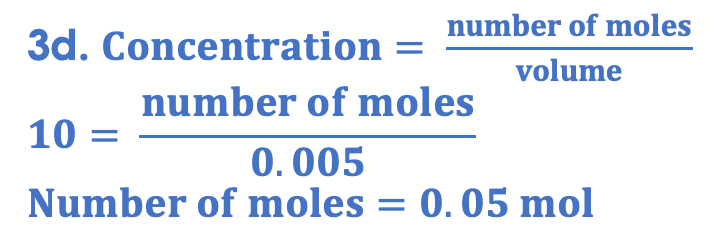 3d. Concentration = number of moles / volume
10 = number of moles / 0.005
Number of moles = 0.05 mol